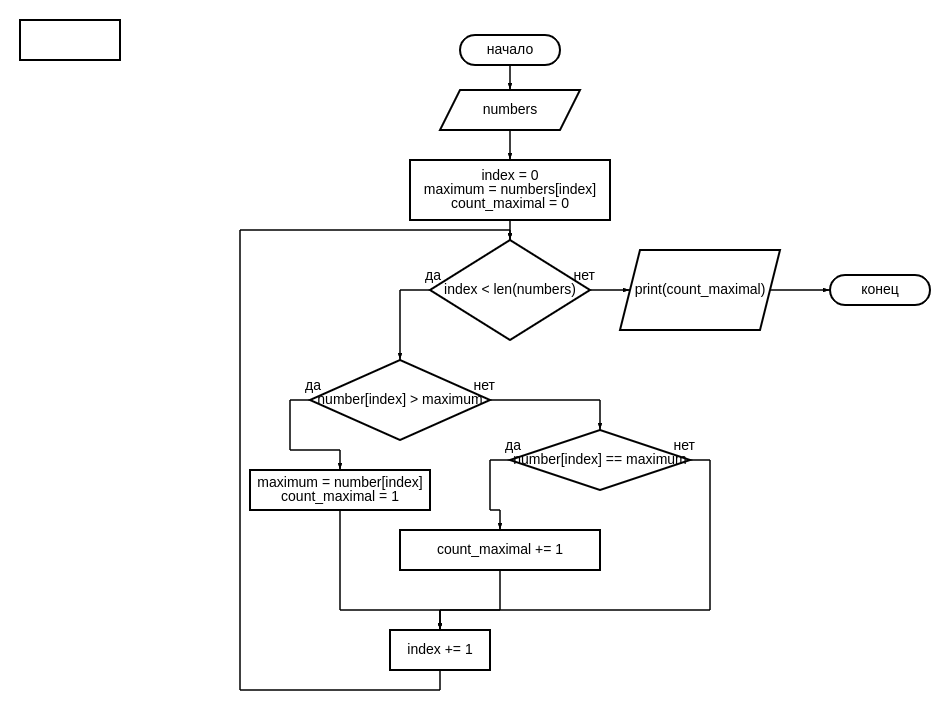 начало
numbers
index = 0
maximum = numbers[index]
count_maximal = 0
да
нет
index < len(numbers)
print(count_maximal)
конец
да
нет
number[index] > maximum
да
нет
number[index] == maximum
maximum = number[index]
count_maximal = 1
count_maximal += 1
index += 1